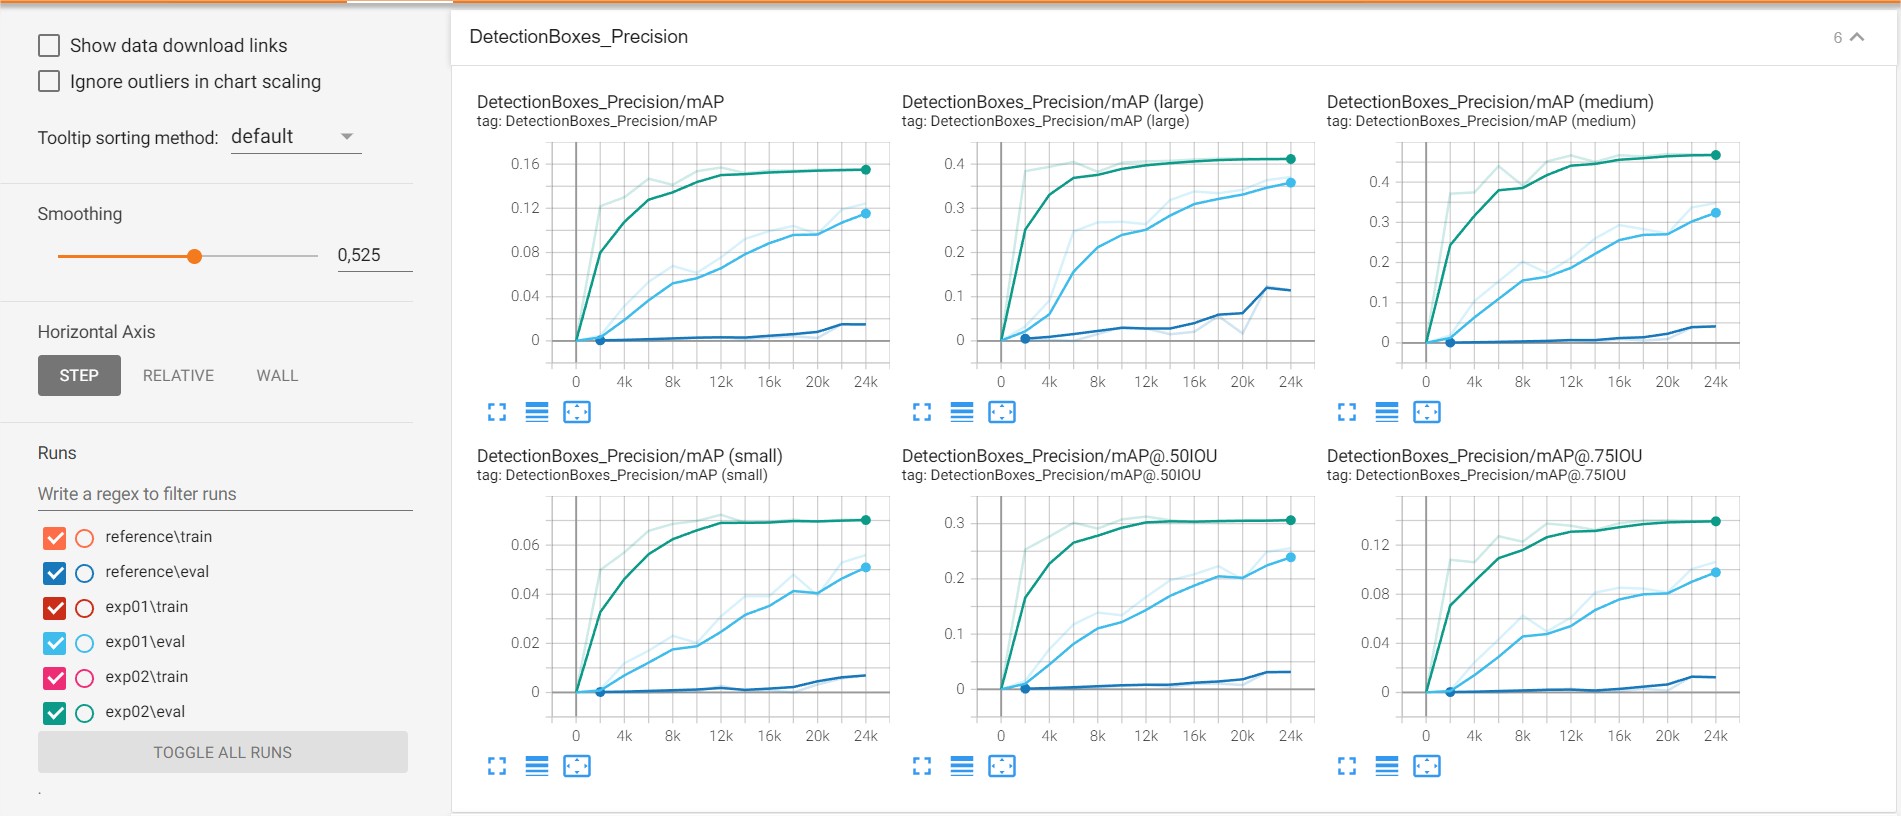 Show data download links
Ignore outliers in chart scaling
Tooltip sorting method: default
Smoothing
0,525
Horizontal Axis
STEP RELATIVE WALL
Runs
Write a regex to filter runs
reference\train
reference\eval
exp01\train
exp01\eval
exp02\train
exp02\eval
TOGGLE ALL RUNS
.
DetectionBoxes_Precision
6
DetectionBoxes_Precision/mAP
tag: DetectionBoxes_Precision/mAP
0.16
0.12
0.08
0.04
0
0 4k 8k 12k 16k 20k 24k
DetectionBoxes_Precision/mAP (large)
tag: DetectionBoxes_Precision/mAP (large)
0.4
0.3
0.2
0.1
0
0 4k 8k 12k 16k 20k 24k
DetectionBoxes_Precision/mAP (medium)
tag: DetectionBoxes_Precision/mAP (medium)
0.4
0.3
0.2
0.1
0
0 4k 8k 12k 16k 20k 24k
DetectionBoxes_Precision/mAP (small)
tag: DetectionBoxes_Precision/mAP (small)
0.06
0.04
0.02
0
0 4k 8k 12k 16k 20k 24k
DetectionBoxes_Precision/mAP@.50IOU
tag: DetectionBoxes_Precision/mAP@.50IOU
0.3
0.2
0.1
0
0 4k 8k 12k 16k 20k 24k
DetectionBoxes_Precision/mAP@.75IOU
tag: DetectionBoxes_Precision/mAP@.75IOU
0.12
0.08
0.04
0
0 4k 8k 12k 16k 20k 24k